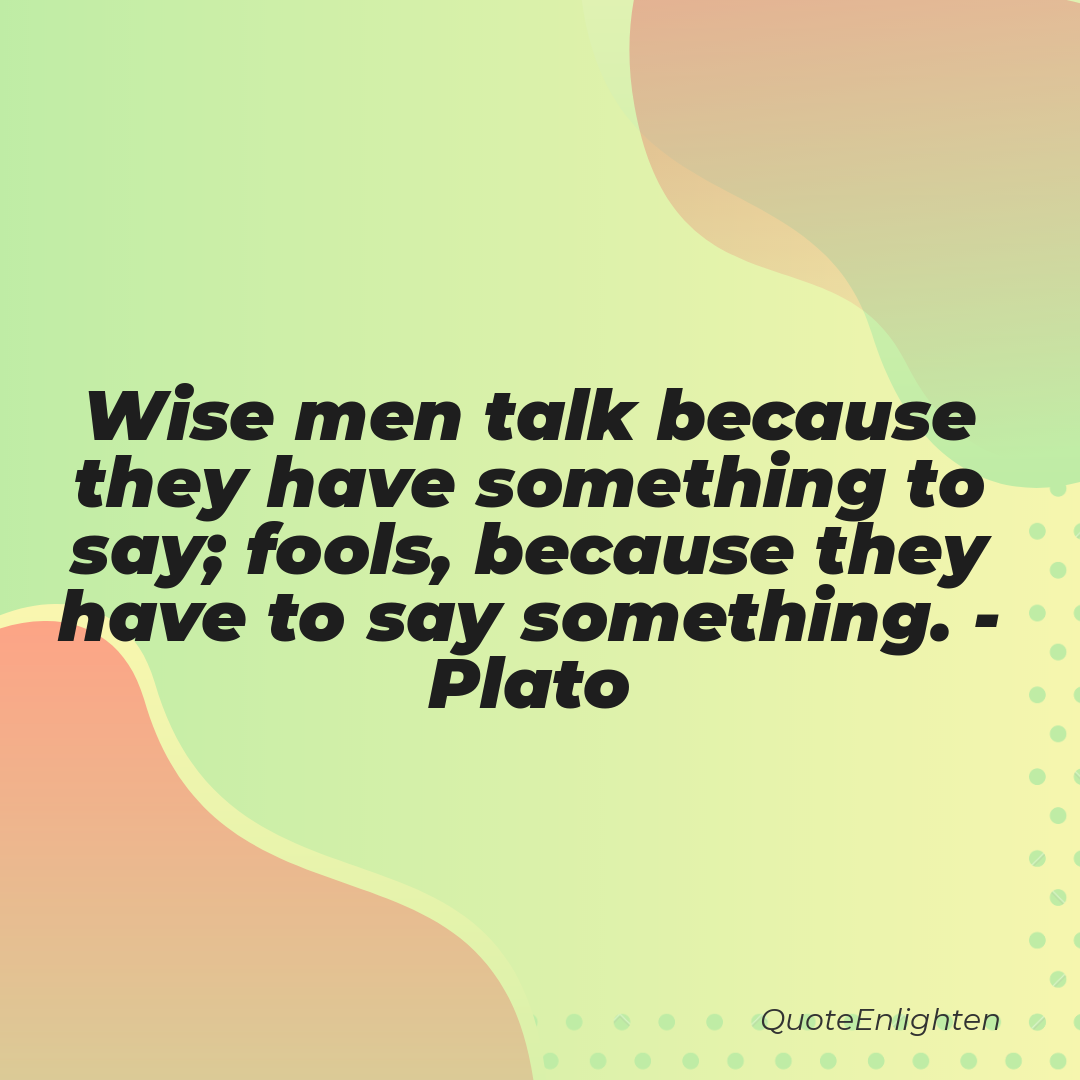 Wise men talk because
they have something to
say; fools, because they
have to say something. -
Plato
QuoteEnlighten